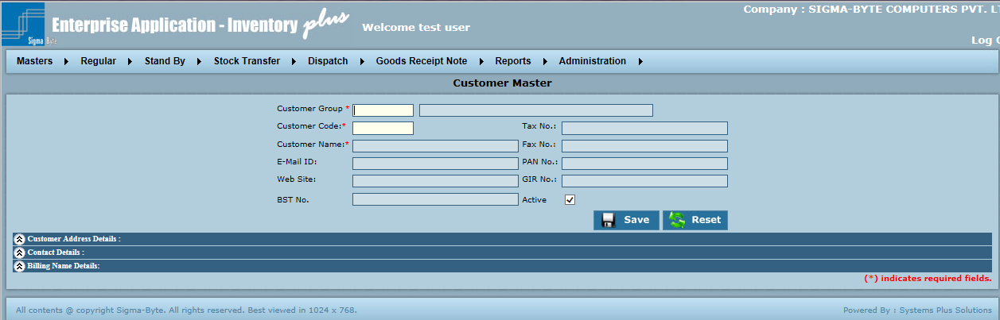 Company : SIGMA-BYTE COMPUTERS PVT.
Enterprise Application - Inventory plus
Welcome test user
Sigma Byte
Log
Masters Regular Stand By Stock Transfer Dispatch Goods Receipt Note Reports Administration
Customer Master
Customer Group *
Customer Code:* Tax No.:
Customer Name:* Fax No.:
E-Mail ID: PAN No.:
Web Site: GIR No.:
BST No. Active
Save Reset
Customer Address Details :
Contact Details :
Billing Name Details:
(*) indicates required fields.
All contents @ copyright Sigma-Byte. All rights reserved. Best viewed in 1024 x 768. Powered By : Systems Plus Solutions